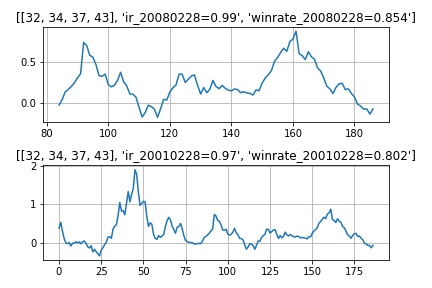 [[32, 34, 37, 43], 'ir_20080228=0.99', 'winrate_20080228=0.854']
0.5
0.0
80 100 120 140 160 180
[[32, 34, 37, 43], 'ir_20010228=0.97', 'winrate_20010228=0.802']
2
1
0
0 25 50 75 100 125 150 175